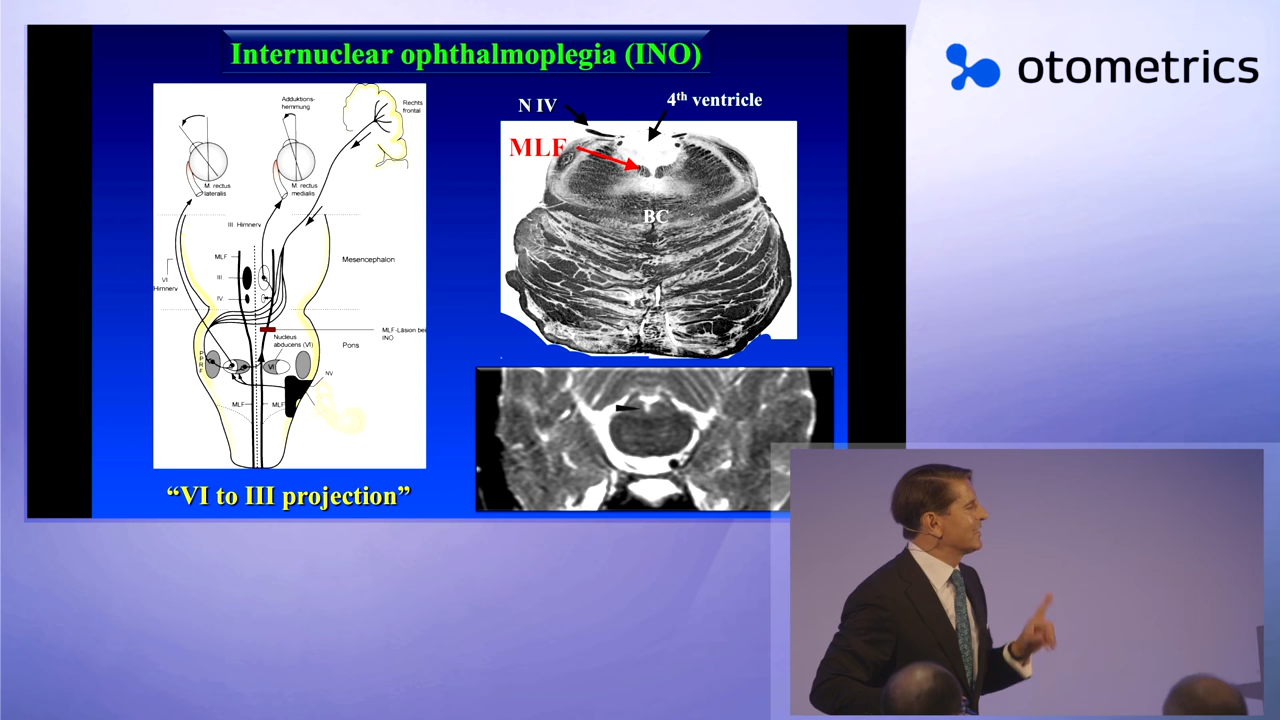 Internuclear ophthalmoplegia (INO)
otometrics
Adduktions-
hemmung
Rechts
frontal
M rectus
lateralis
M rectus
medialis
III Hirnnerv
MLF
III
IV
Mesencephalon
VI
Hirnnerv
MLF-Läsion bei
INO
Nucleus
abducens (VI)
Pons
PPRF
VI
NV
MLF
MLF
"VI to III projection"
N IV
4th ventricle
MLF
BC